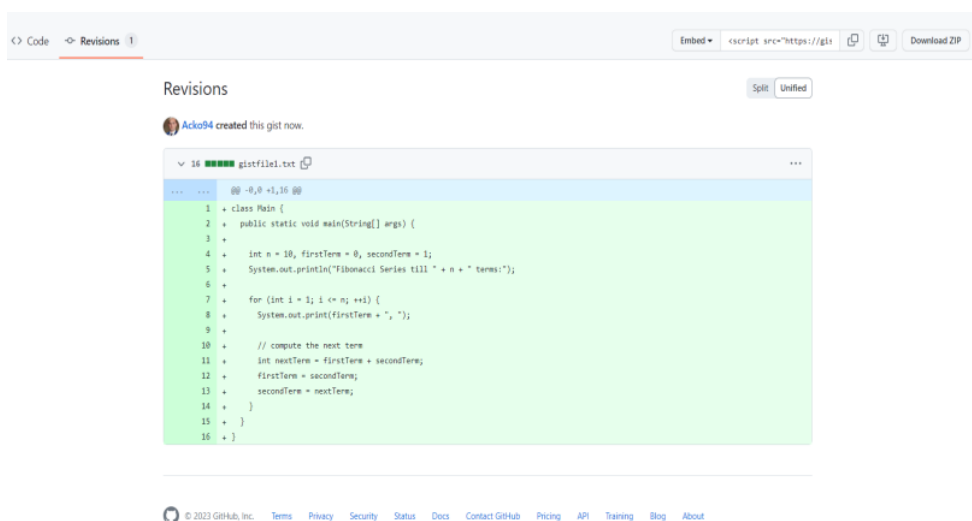 <> Code Revisions 1 Embed <script src="https://gis Download ZIP
Revisions Split Unified
Acko94 created this gist now.
16 gistfile1.txt ...
... ... @@ -0,0 +1,16 @@
1 + class Main {
2 + public static void main(String[] args) {
3 +
4 + int n = 10, firstTerm = 0, secondTerm = 1;
5 + System.out.println("Fibonacci Series till " + n + " terms:");
6 +
7 + for (int i = 1; i <= n; ++i) {
8 + System.out.print(firstTerm + ", ");
9 +
10 + // compute the next term
11 + int nextTerm = firstTerm + secondTerm;
12 + firstTerm = secondTerm;
13 + secondTerm = nextTerm;
14 + }
15 + }
16 + }
© 2023 GitHub, Inc. Terms Privacy Security Status Docs Contact GitHub Pricing API Training Blog About